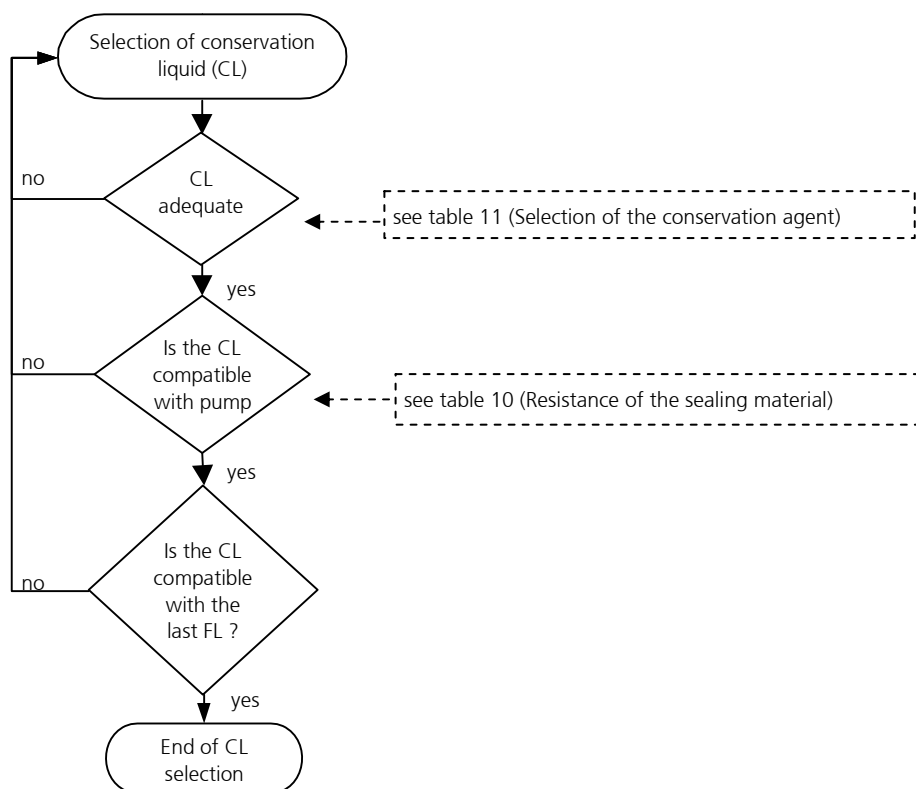 Selection of conservation
liquid (CL)
no
CL
adequate
see table 11 (Selection of the conservation agent)
yes
no
Is the CL
compatible
with pump
see table 10 (Resistance of the sealing material)
yes
no
Is the CL
compatible
with the
last FL ?
yes
End of CL
selection